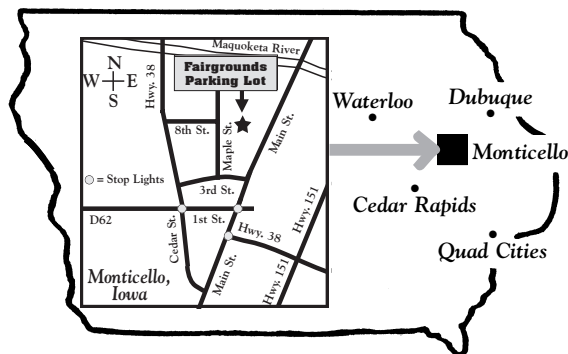 Maquoketa River
Fairgrounds
Parking Lot
N
W E
S
Hwy. 38
8th St.
Maple St.
Main St.
= Stop Lights
3rd St.
D62
1st St.
Hwy. 38
Hwy. 151
Cedar St.
Main St.
Hwy. 151
Monticello,
Iowa
Waterloo
Dubuque
Monticello
Cedar Rapids
Quad Cities